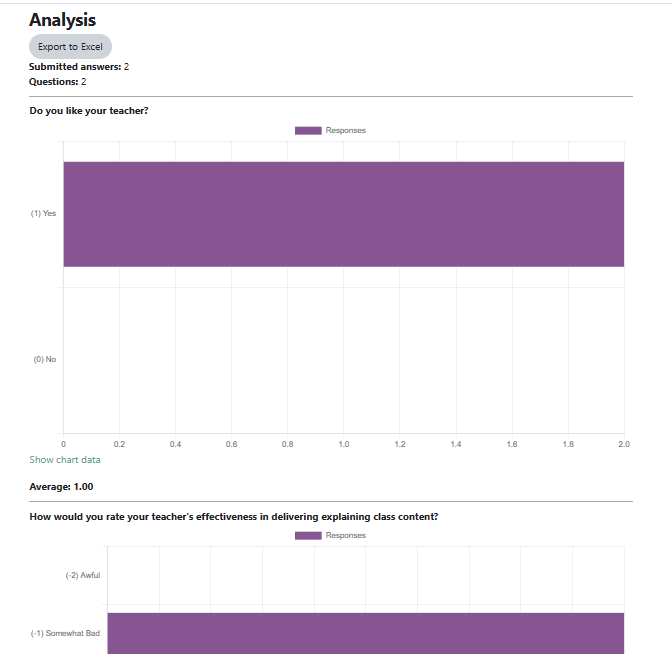 Analysis
Export to Excel
Submitted answers: 2
Questions: 2
Do you like your teacher?
Responses
(1) Yes
(0) No
0 0.2 0.4 0.6 0.8 1.0 1.2 1.4 1.6 1.8 2.0
Show chart data
Average: 1.00
How would you rate your teacher's effectiveness in delivering explaining class content?
Responses
(-2) Awful
(-1) Somewhat Bad